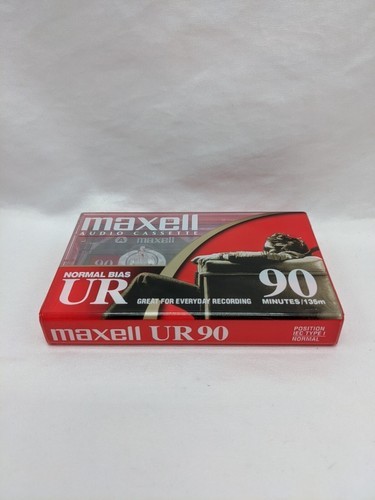 maxell
AUDIO CASSETTE
A maxell
90
NORMAL BIAS
UR
GREAT FOR EVERYDAY RECORDING
90
MINUTES/135m
maxell UR 90
POSITION
IEC TYPE I
NORMAL